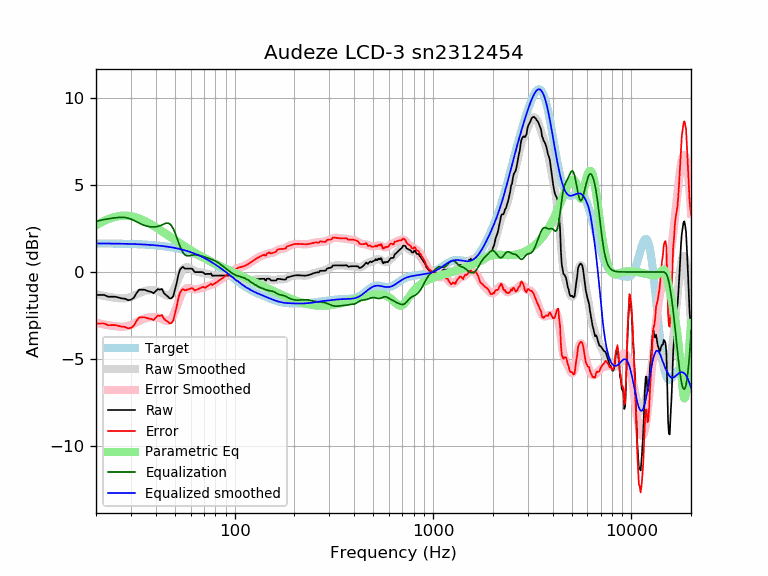 Audeze LCD-3 sn2312454
Amplitude (dBr)
10
5
0
−5
−10
Target
Raw Smoothed
Error Smoothed
Raw
Error
Parametric Eq
Equalization
Equalized smoothed
100 1000 10000
Frequency (Hz)